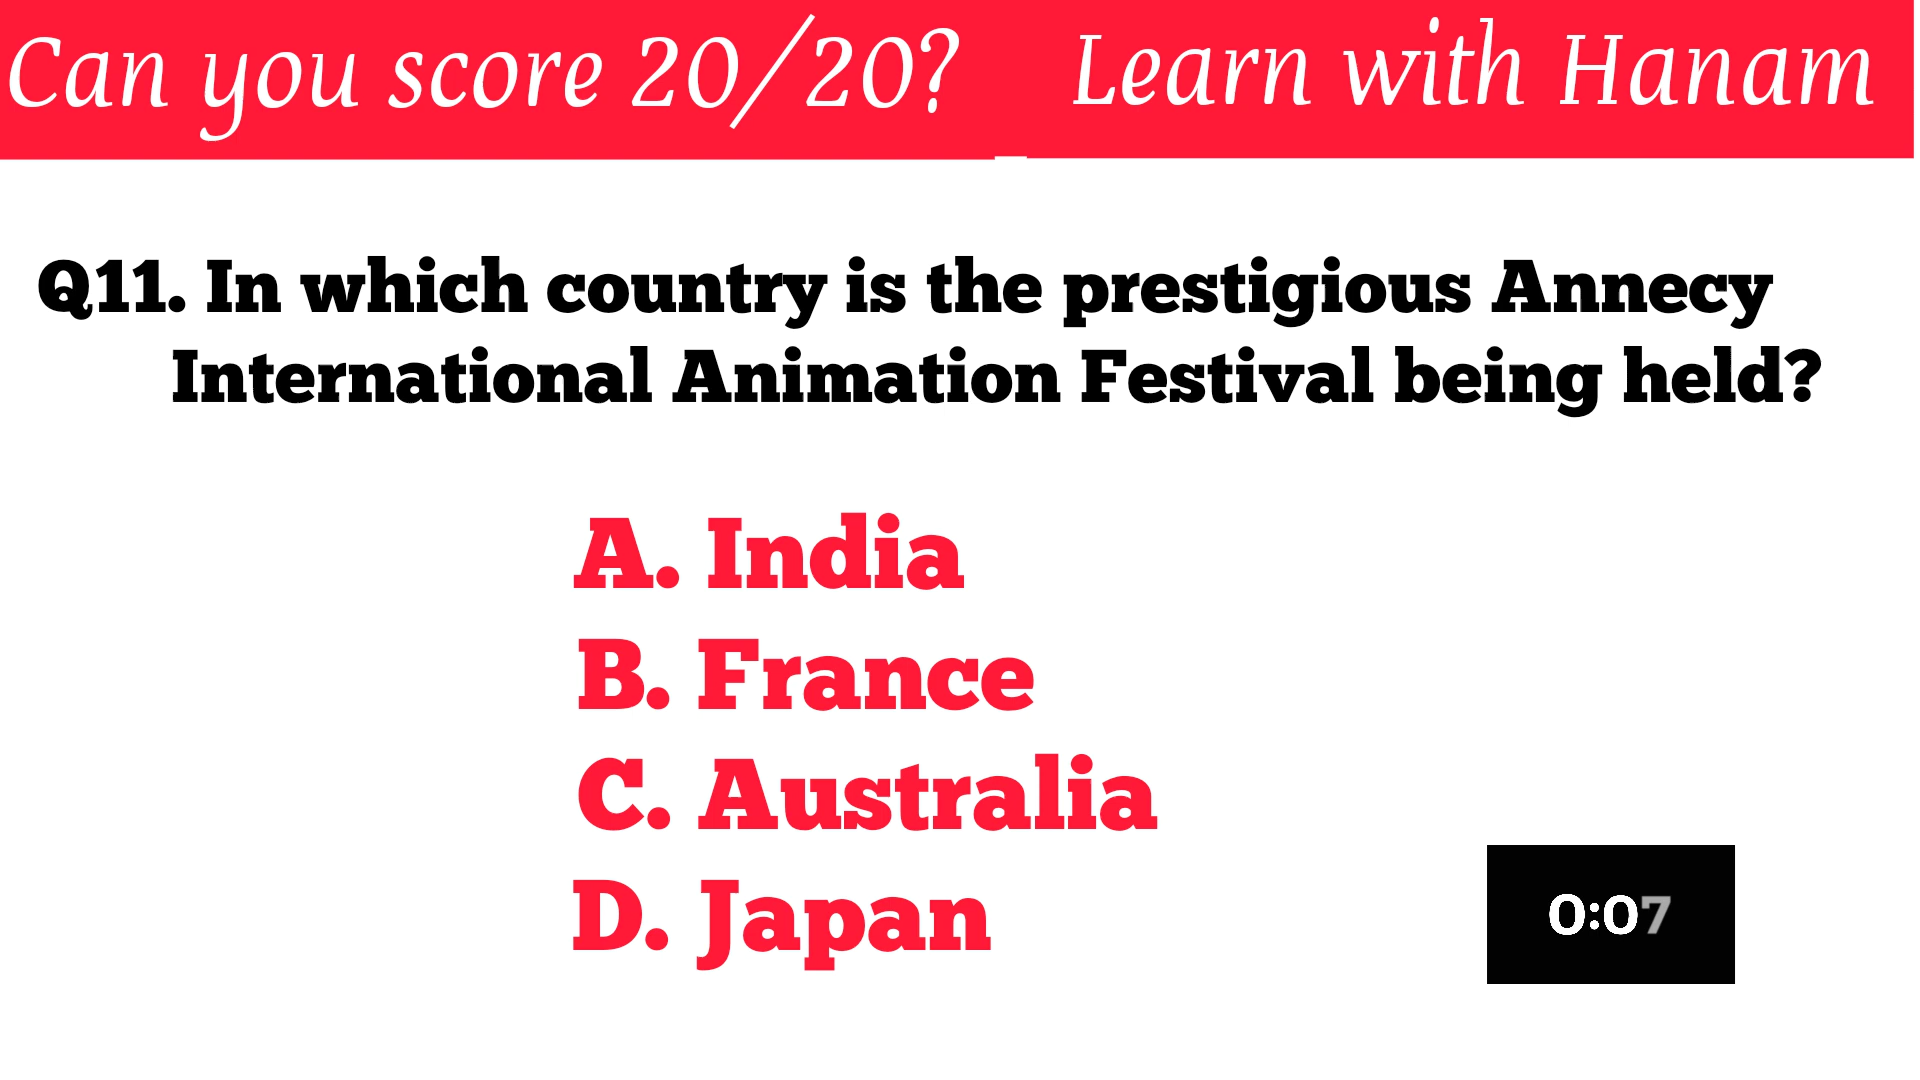 Can you score 20/20? Learn with Hanam
Q11. In which country is the prestigious Annecy
International Animation Festival being held?
A. India
B. France
C. Australia
D. Japan
0:07